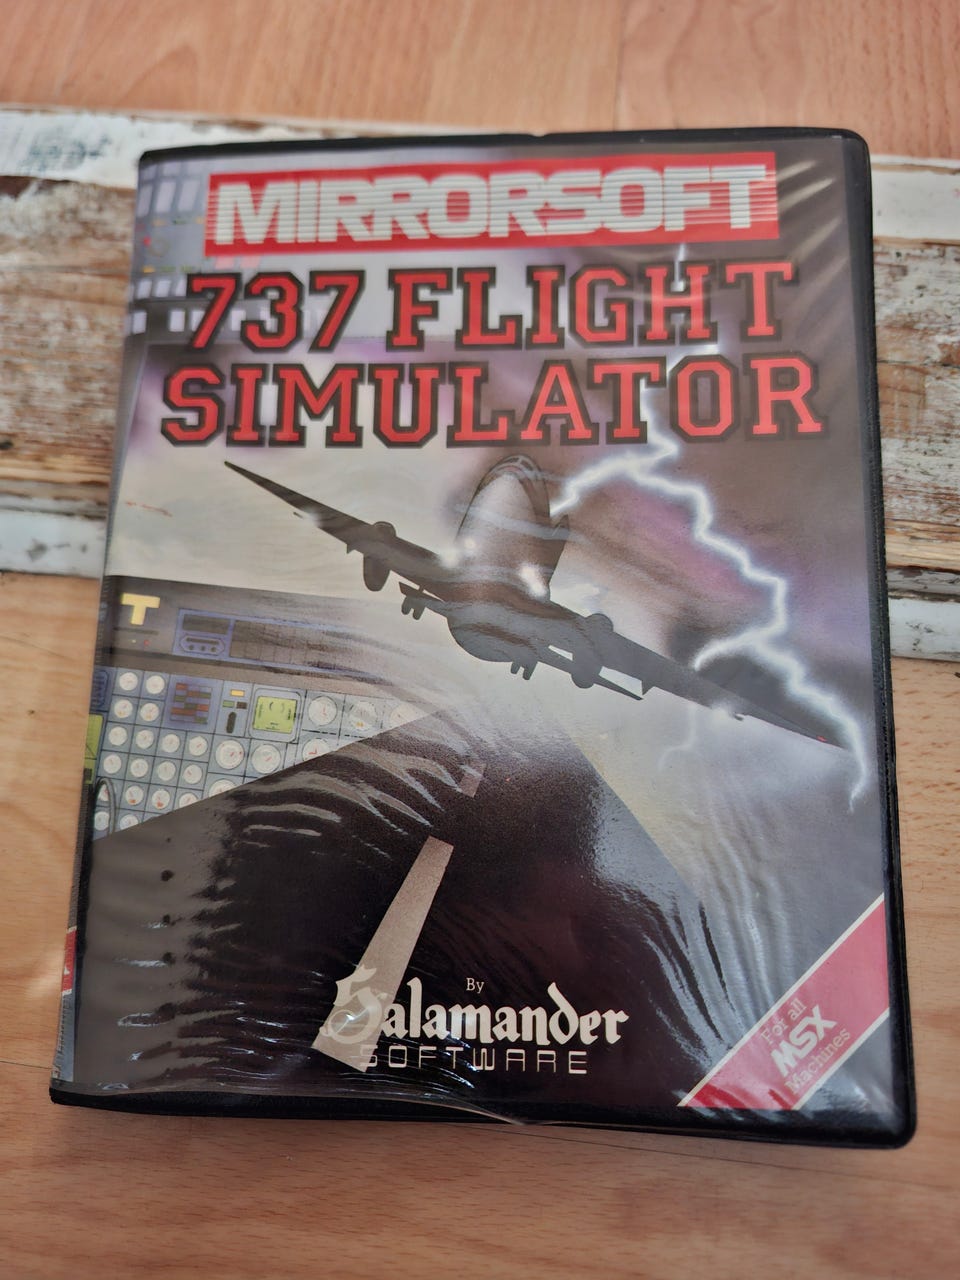 MIRRORSOFT
737 FLIGHT
SIMULATOR
T
By
Salamander
SOFTWARE
For all
MSX
Machines